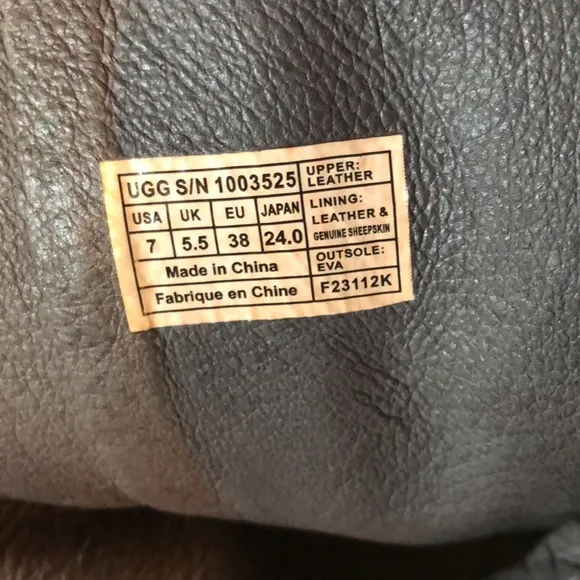 UGG S/N 1003525
USA UK EU JAPAN
7 5.5 38 24.0
Made in China
Fabrique en Chine
UPPER:
LEATHER
LINING:
LEATHER &
GENUINE SHEEPSKIN
OUTSOLE:
EVA
F23112K